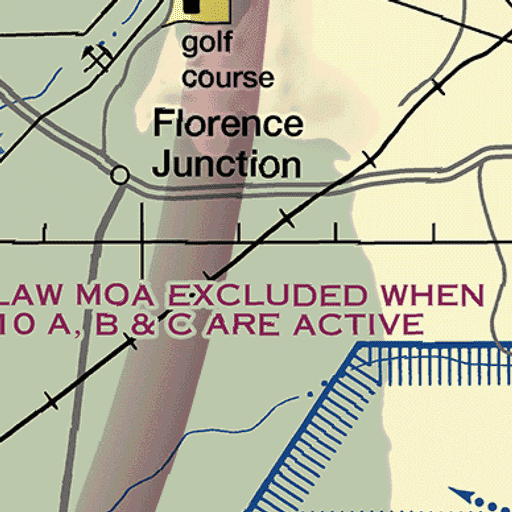 golf
course
Florence
Junction
LAW MOA EXCLUDED WHEN
10 A, B & C ARE ACTIVE